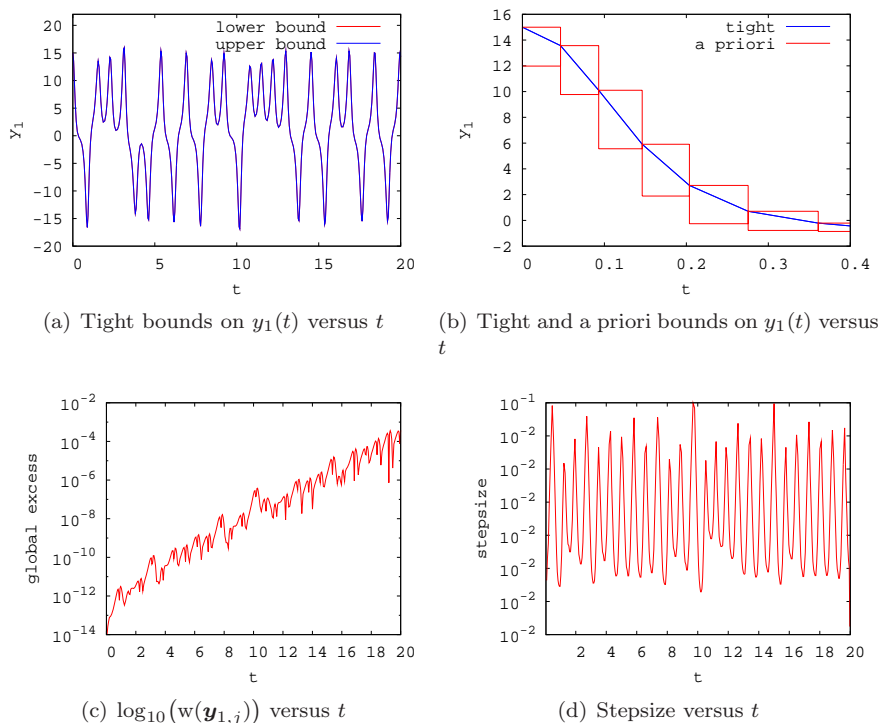 20
15
10
5
0
-5
-10
-15
-20
y₁
lower bound
upper bound
0 5 10 15 20
t
(a) Tight bounds on y₁(t) versus t
16
14
12
10
8
6
4
2
0
-2
y₁
tight
a priori
0 0.1 0.2 0.3 0.4
t
(b) Tight and a priori bounds on y₁(t) versus
t
10⁻²
10⁻⁴
10⁻⁶
10⁻⁸
10⁻¹⁰
10⁻¹²
10⁻¹⁴
global excess
0 2 4 6 8 10 12 14 16 18 20
t
(c) log₁₀(w(𝒚₁,ⱼ)) versus t
10⁻¹
10⁻²
10⁻²
10⁻²
10⁻²
10⁻²
10⁻²
10⁻²
stepsize
2 4 6 8 10 12 14 16 18 20
t
(d) Stepsize versus t